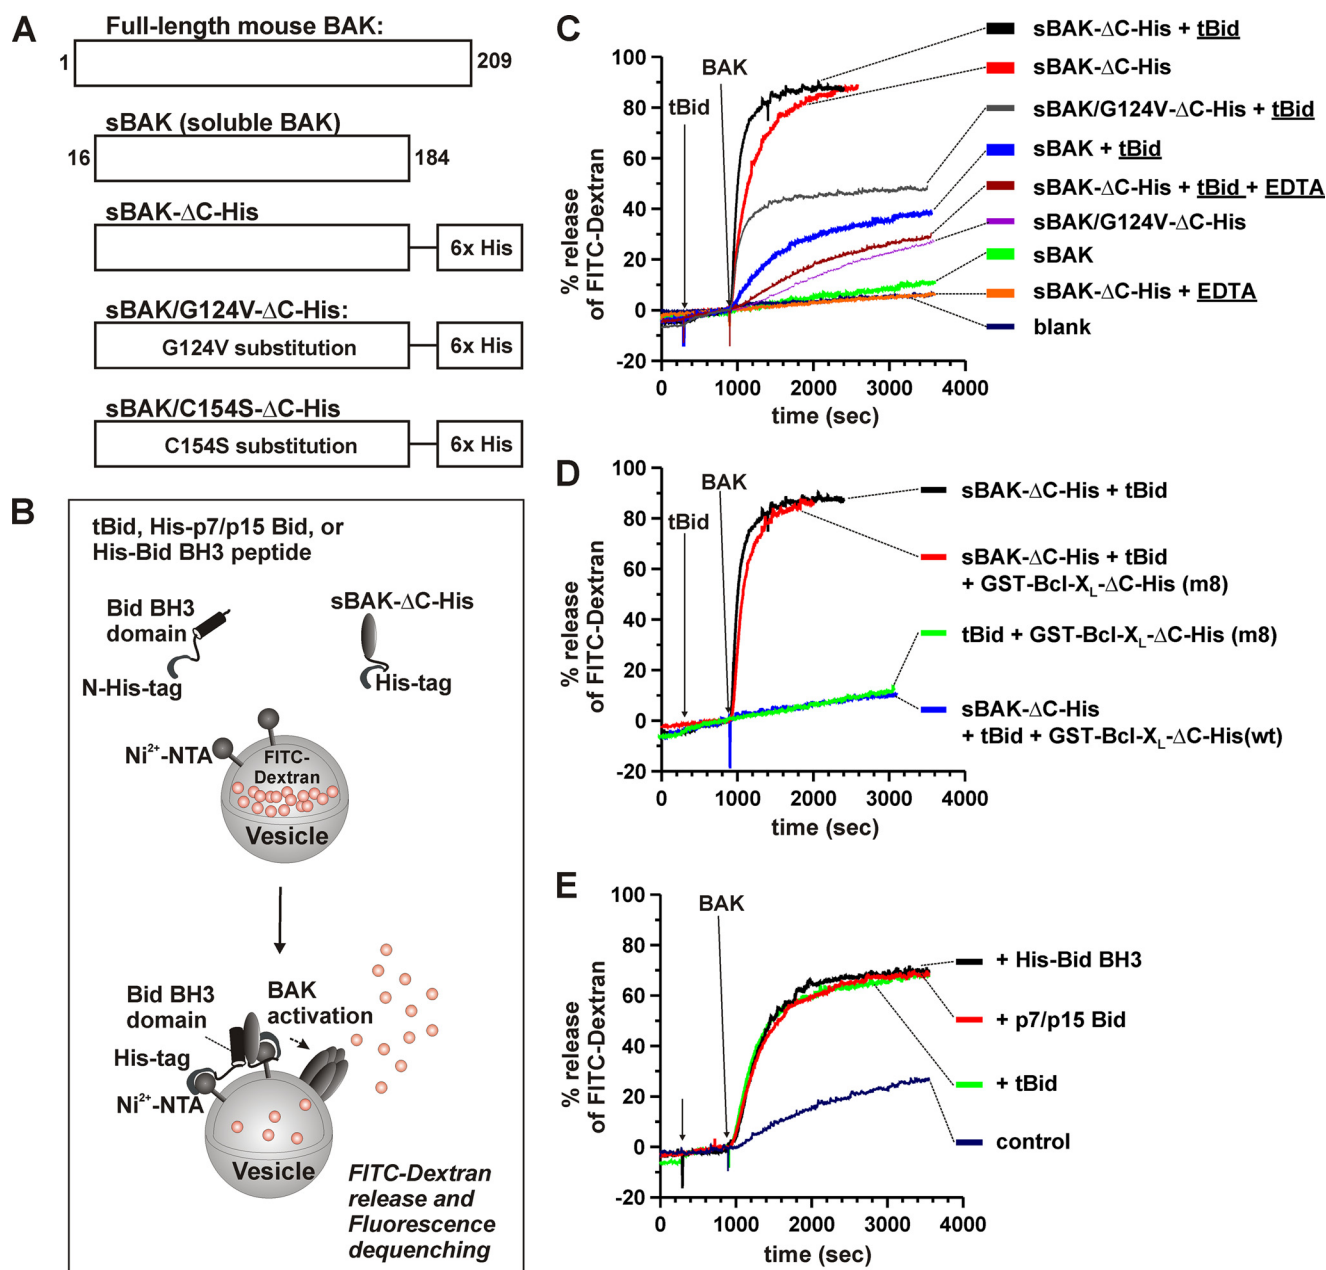 A
Full-length mouse BAK:
1
209
sBAK (soluble BAK)
16
184
sBAK-ΔC-His
6x His
sBAK/G124V-ΔC-His:
G124V substitution
6x His
sBAK/C154S-ΔC-His
C154S substitution
6x His
B
tBid, His-p7/p15 Bid, or
His-Bid BH3 peptide
Bid BH3
domain
sBAK-ΔC-His
N-His-tag
His-tag
Ni²⁺-NTA
FITC-
Dextran
Vesicle
Bid BH3
domain
BAK
activation
His-tag
Ni²⁺-NTA
Vesicle
FITC-Dextran
release and
Fluorescence
dequenching
C
% release
of FITC-Dextran
100
80
60
40
20
0
-20
tBid
BAK
0 1000 2000 3000 4000
time (sec)
sBAK-ΔC-His + tBid
sBAK-ΔC-His
sBAK/G124V-ΔC-His + tBid
sBAK + tBid
sBAK-ΔC-His + tBid + EDTA
sBAK/G124V-ΔC-His
sBAK
sBAK-ΔC-His + EDTA
blank
D
% release
of FITC-Dextran
100
80
60
40
20
0
-20
tBid
BAK
0 1000 2000 3000 4000
time (sec)
sBAK-ΔC-His + tBid
sBAK-ΔC-His + tBid
+ GST-Bcl-X_L-ΔC-His (m8)
tBid + GST-Bcl-X_L-ΔC-His (m8)
sBAK-ΔC-His
+ tBid + GST-Bcl-X_L-ΔC-His(wt)
E
% release
of FITC-Dextran
100
80
60
40
20
0
-20
BAK
0 1000 2000 3000 4000
time (sec)
+ His-Bid BH3
+ p7/p15 Bid
+ tBid
control